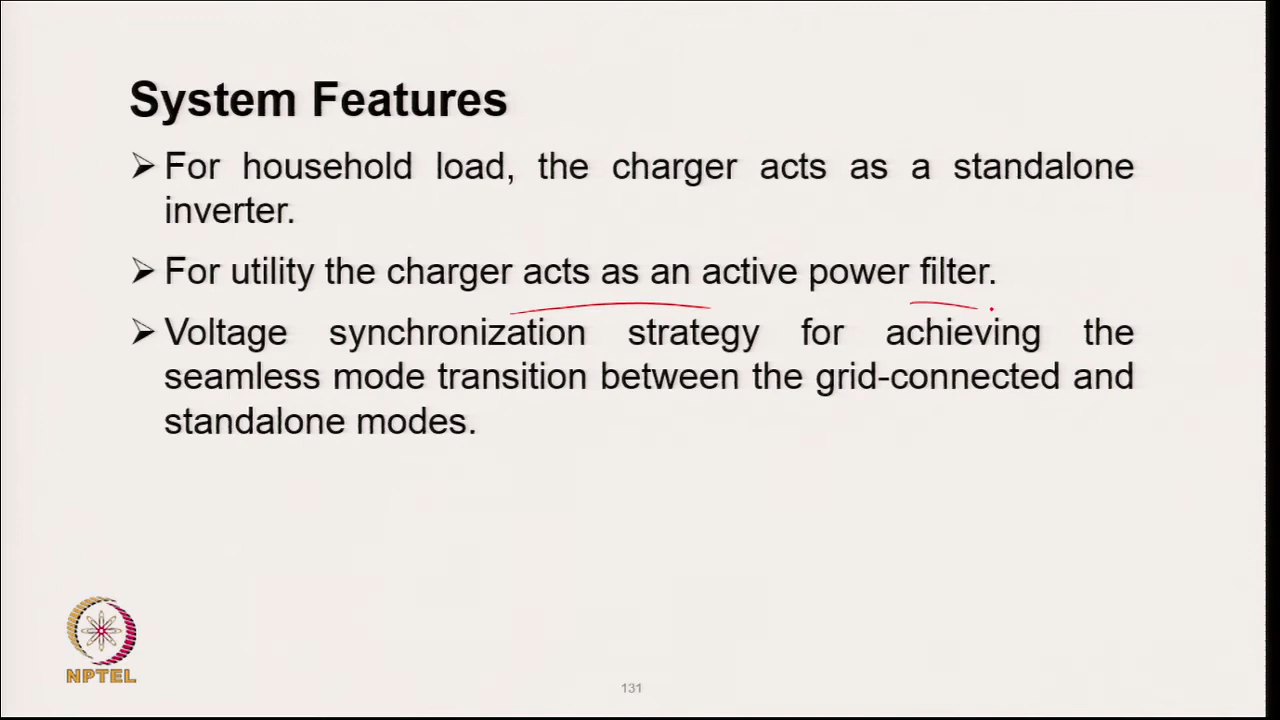 System Features
➢ For household load, the charger acts as a standalone
inverter.
➢ For utility the charger acts as an active power filter.
➢ Voltage synchronization strategy for achieving the
seamless mode transition between the grid-connected and
standalone modes.
NPTEL
131